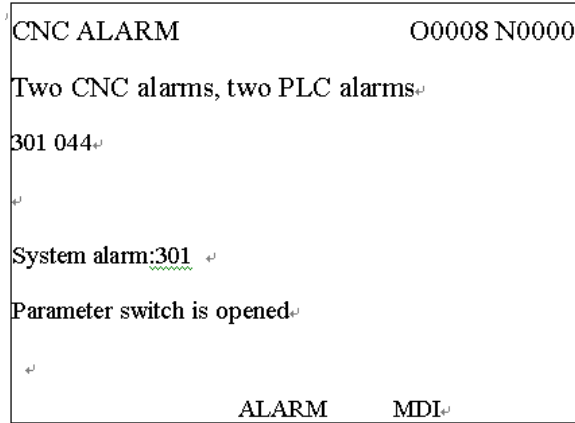 CNC ALARM O0008 N0000
Two CNC alarms, two PLC alarms
301 044
System alarm:301
Parameter switch is opened
ALARM MDI